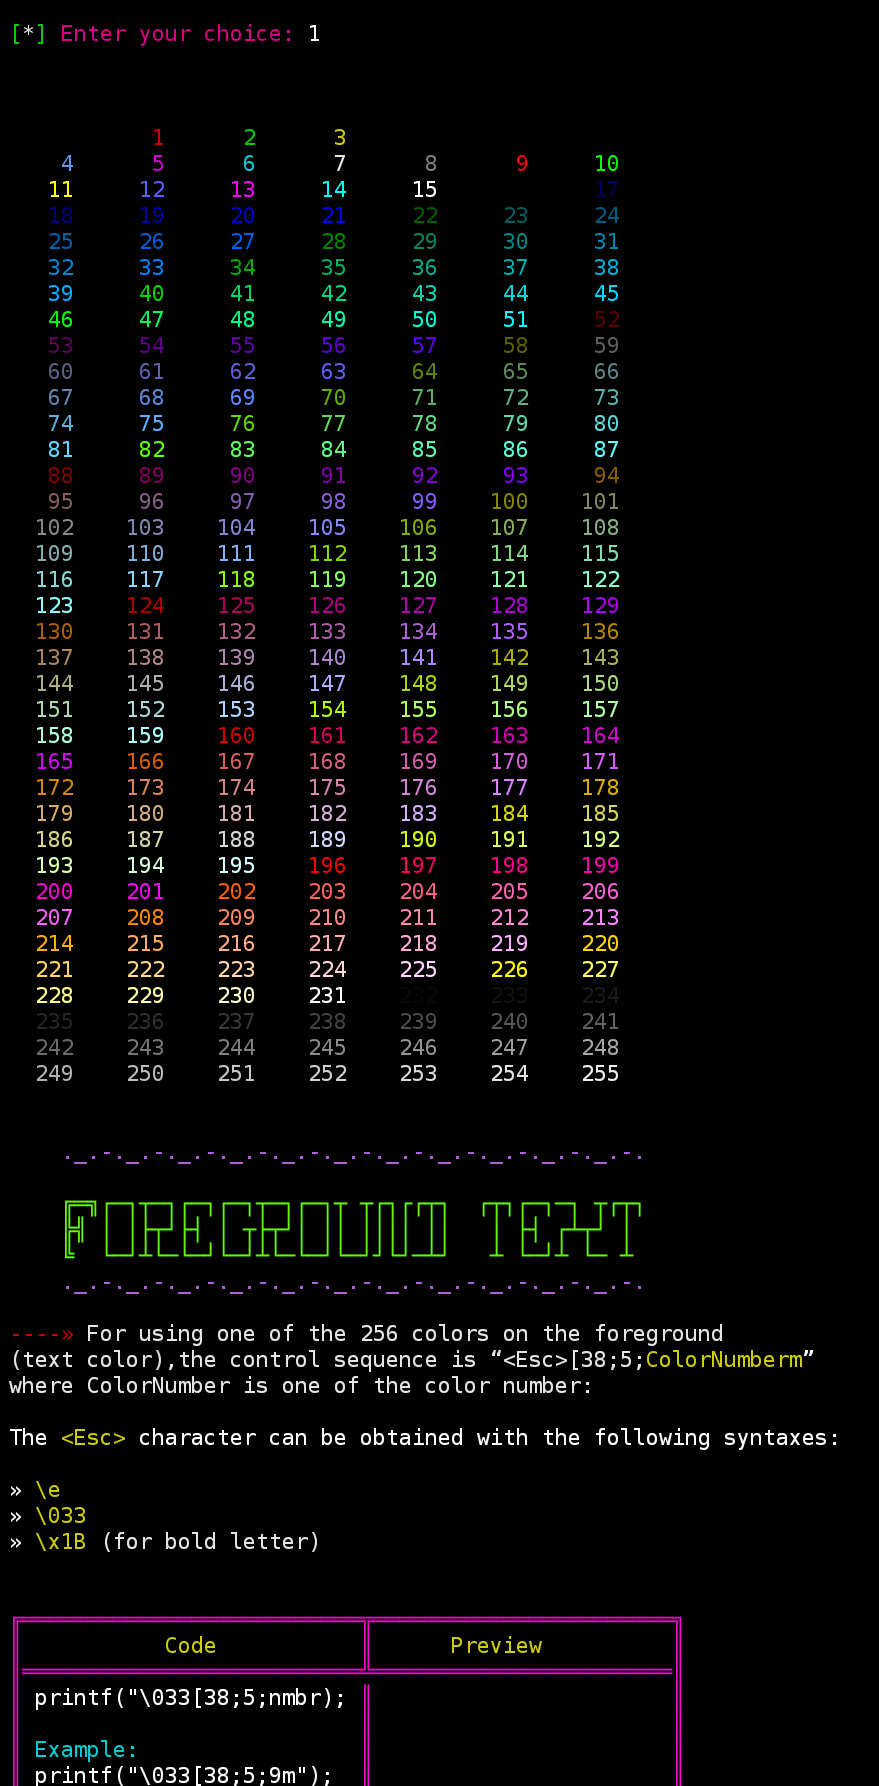 [*] Enter your choice: 1
1 2 3
4 5 6 7 8 9 10
11 12 13 14 15 17
18 19 20 21 22 23 24
25 26 27 28 29 30 31
32 33 34 35 36 37 38
39 40 41 42 43 44 45
46 47 48 49 50 51 52
53 54 55 56 57 58 59
60 61 62 63 64 65 66
67 68 69 70 71 72 73
74 75 76 77 78 79 80
81 82 83 84 85 86 87
88 89 90 91 92 93 94
95 96 97 98 99 100 101
102 103 104 105 106 107 108
109 110 111 112 113 114 115
116 117 118 119 120 121 122
123 124 125 126 127 128 129
130 131 132 133 134 135 136
137 138 139 140 141 142 143
144 145 146 147 148 149 150
151 152 153 154 155 156 157
158 159 160 161 162 163 164
165 166 167 168 169 170 171
172 173 174 175 176 177 178
179 180 181 182 183 184 185
186 187 188 189 190 191 192
193 194 195 196 197 198 199
200 201 202 203 204 205 206
207 208 209 210 211 212 213
214 215 216 217 218 219 220
221 222 223 224 225 226 227
228 229 230 231 232 233 234
235 236 237 238 239 240 241
242 243 244 245 246 247 248
249 250 251 252 253 254 255
FOREGROUND TEXT
----» For using one of the 256 colors on the foreground
(text color),the control sequence is “<Esc>[38;5;ColorNumberm”
where ColorNumber is one of the color number:
The <Esc> character can be obtained with the following syntaxes:
» \e
» \033
» \x1B (for bold letter)
Code Preview
printf("\033[38;5;nmbr);
Example:
printf("\033[38;5;9m");